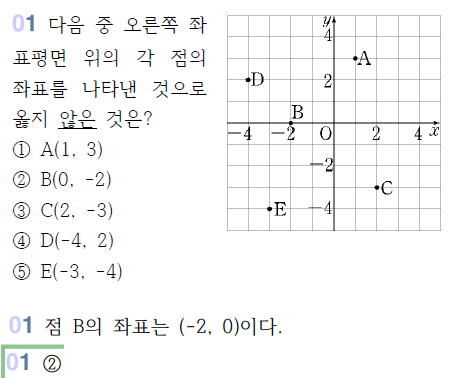 01 다음 중 오른쪽 좌
표평면 위의 각 점의
좌표를 나타낸 것으로
옳지 않은 것은?
① A(1, 3)
② B(0, -2)
③ C(2, -3)
④ D(-4, 2)
⑤ E(-3, -4)
y
4
A
D
2
B
-4 -2 O 2 4 x
-2
C
E
-4
01 점 B의 좌표는 (-2, 0)이다.
01 ②